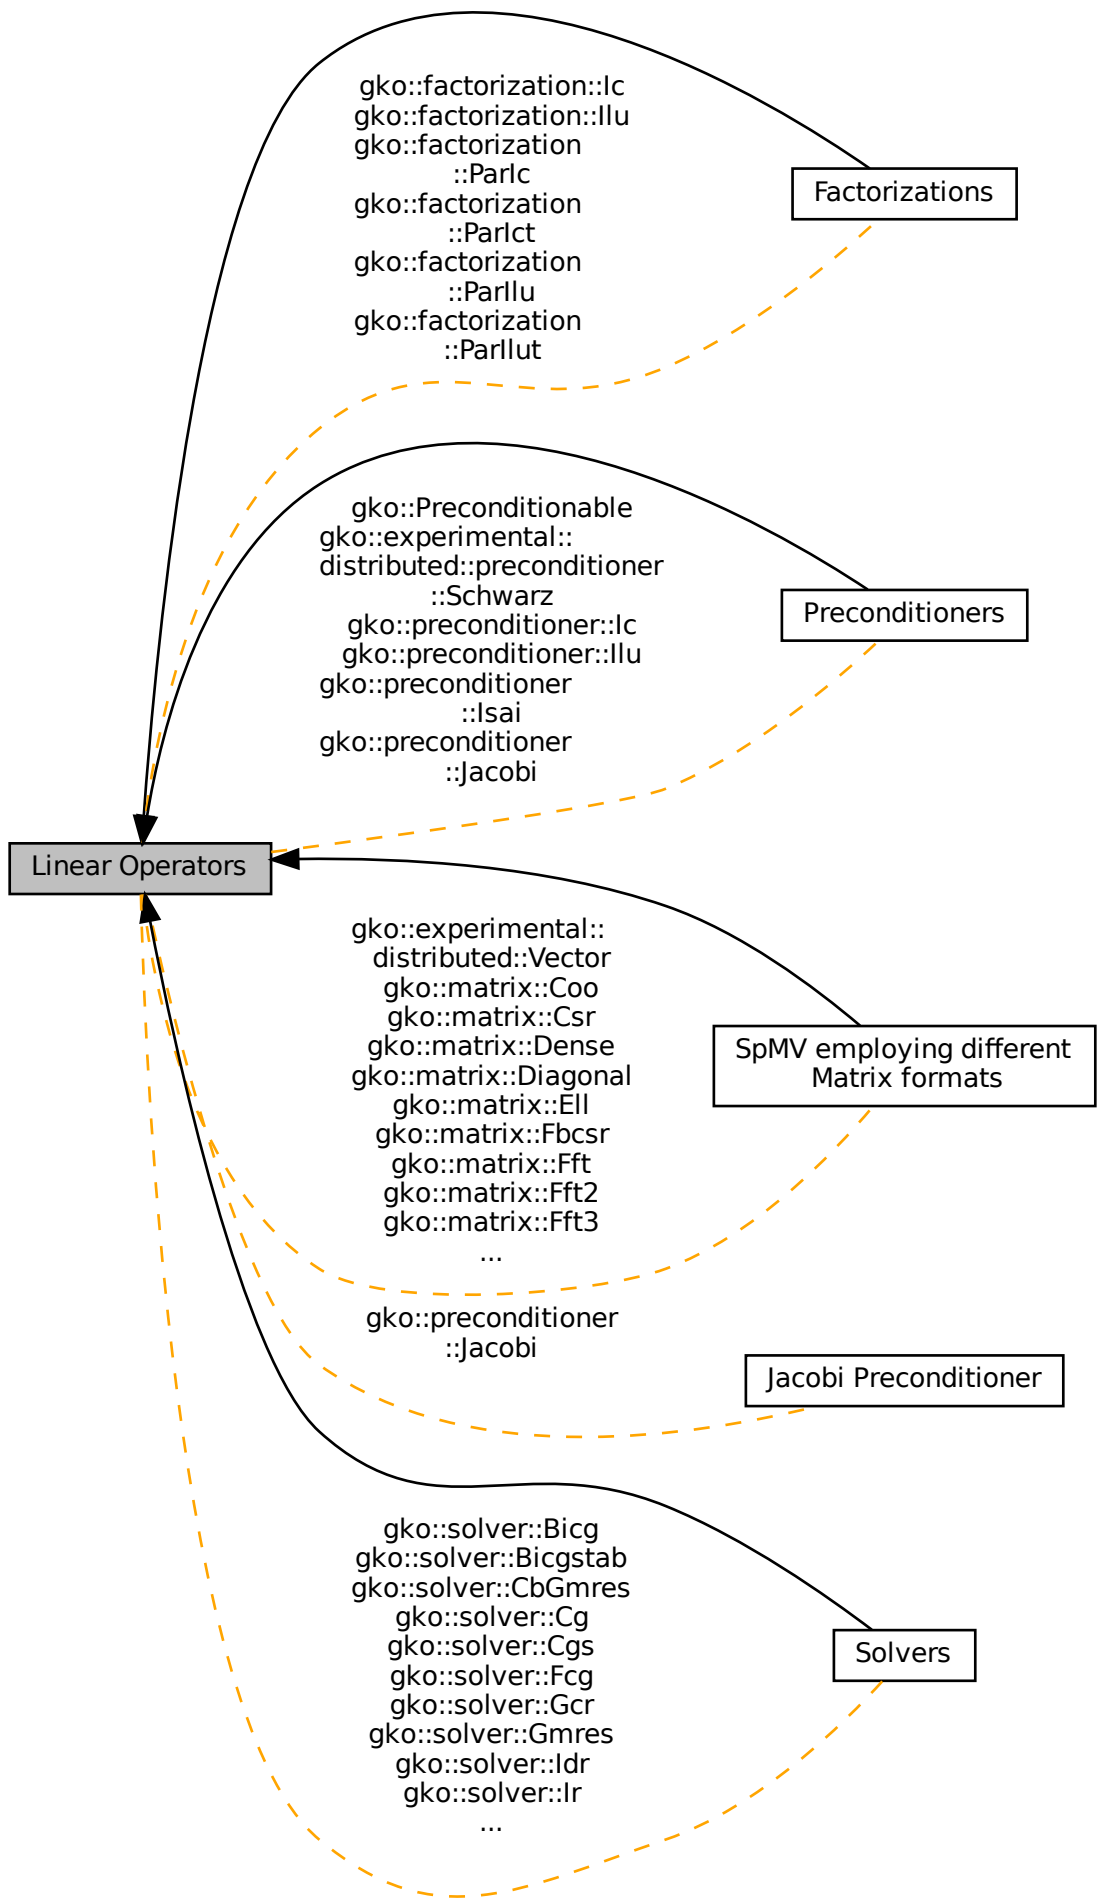 gko::factorization::Ic
gko::factorization::Ilu
gko::factorization
::ParIc
gko::factorization
::ParIct
gko::factorization
::ParIlu
gko::factorization
::ParIlut
Factorizations
gko::Preconditionable
gko::experimental::
distributed::preconditioner
::Schwarz
gko::preconditioner::Ic
gko::preconditioner::Ilu
gko::preconditioner
::Isai
gko::preconditioner
::Jacobi
Preconditioners
Linear Operators
gko::experimental::
distributed::Vector
gko::matrix::Coo
gko::matrix::Csr
gko::matrix::Dense
gko::matrix::Diagonal
gko::matrix::Ell
gko::matrix::Fbcsr
gko::matrix::Fft
gko::matrix::Fft2
gko::matrix::Fft3
...
SpMV employing different
Matrix formats
gko::preconditioner
::Jacobi
Jacobi Preconditioner
gko::solver::Bicg
gko::solver::Bicgstab
gko::solver::CbGmres
gko::solver::Cg
gko::solver::Cgs
gko::solver::Fcg
gko::solver::Gcr
gko::solver::Gmres
gko::solver::Idr
gko::solver::Ir
...
Solvers